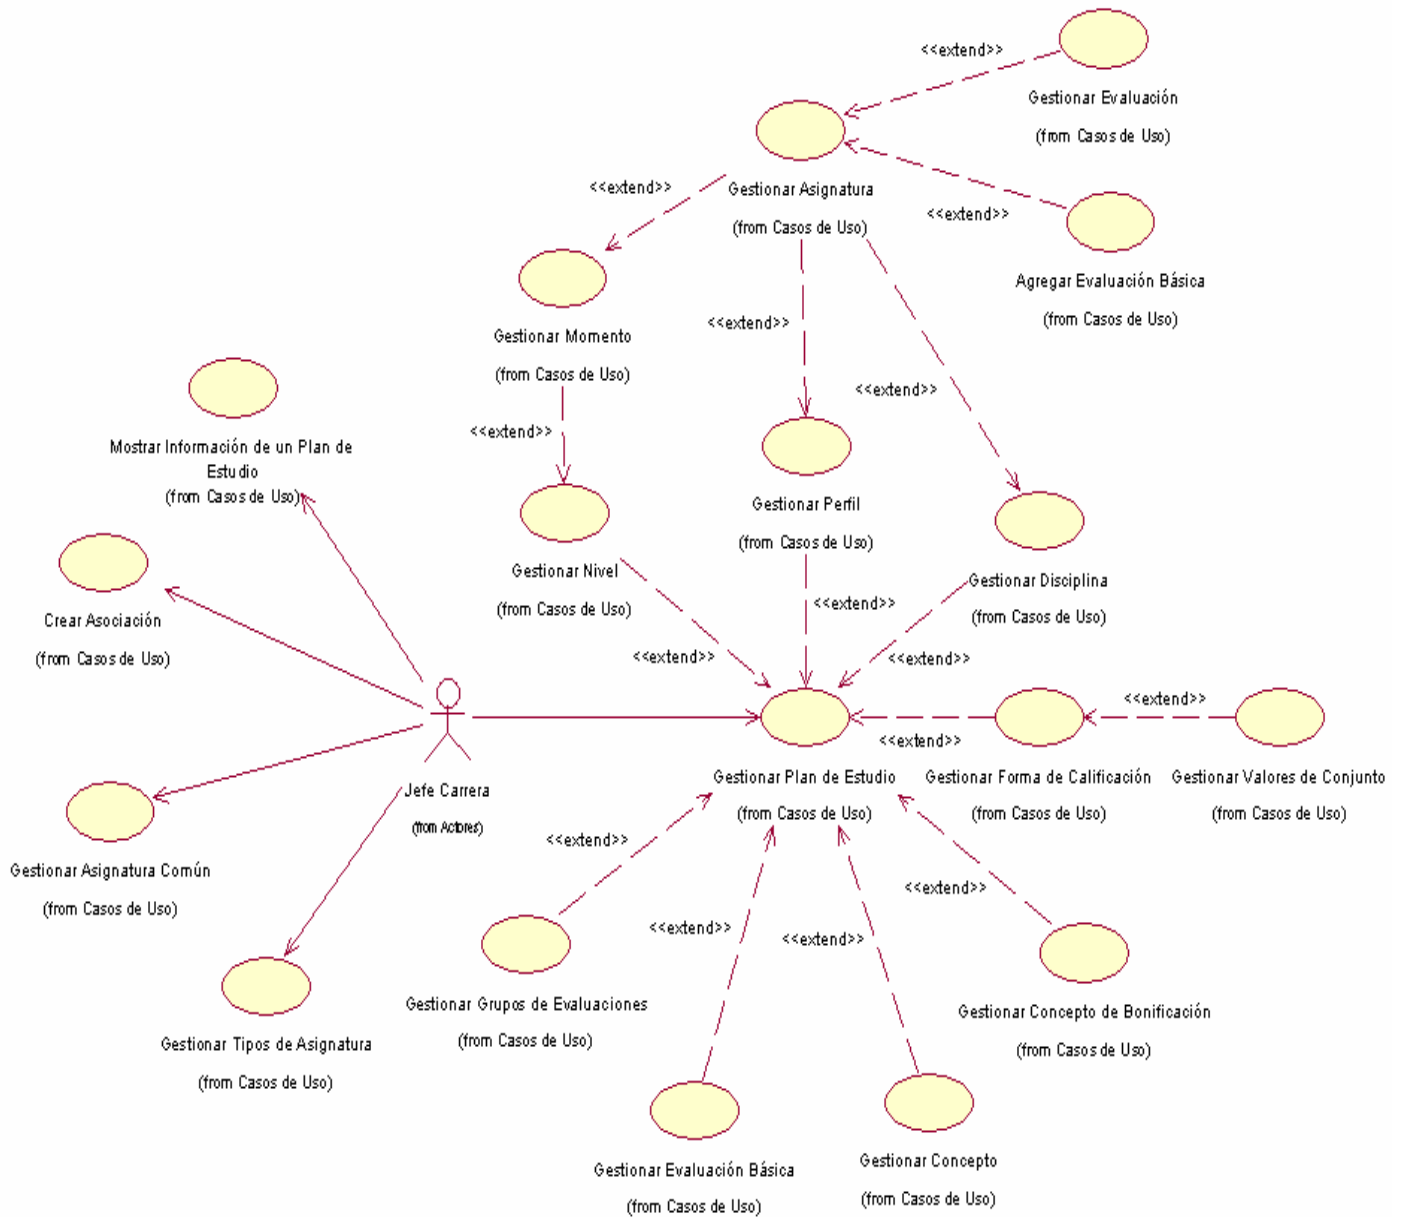 <<extend>>
Gestionar Evaluación
(from Casos de Uso)
<<extend>>
Gestionar Asignatura
(from Casos de Uso)
<<extend>>
Agregar Evaluación Básica
(from Casos de Uso)
Gestionar Momento
(from Casos de Uso)
<<extend>>
<<extend>>
<<extend>>
Mostrar Información de un Plan de
Estudio
(from Casos de Uso)
<<extend>>
Gestionar Perfil
(from Casos de Uso)
Gestionar Nivel
(from Casos de Uso)
Gestionar Disciplina
(from Casos de Uso)
Crear Asociación
(from Casos de Uso)
<<extend>>
<<extend>>
<<extend>>
<<extend>>
<<extend>>
Jefe Carrera
(from Actores)
Gestionar Plan de Estudio
(from Casos de Uso)
Gestionar Forma de Calificación
(from Casos de Uso)
Gestionar Valores de Conjunto
(from Casos de Uso)
Gestionar Asignatura Común
(from Casos de Uso)
<<extend>>
<<extend>>
<<extend>>
<<extend>>
Gestionar Grupos de Evaluaciones
(from Casos de Uso)
Gestionar Concepto de Bonificación
(from Casos de Uso)
Gestionar Tipos de Asignatura
(from Casos de Uso)
Gestionar Evaluación Básica
(from Casos de Uso)
Gestionar Concepto
(from Casos de Uso)